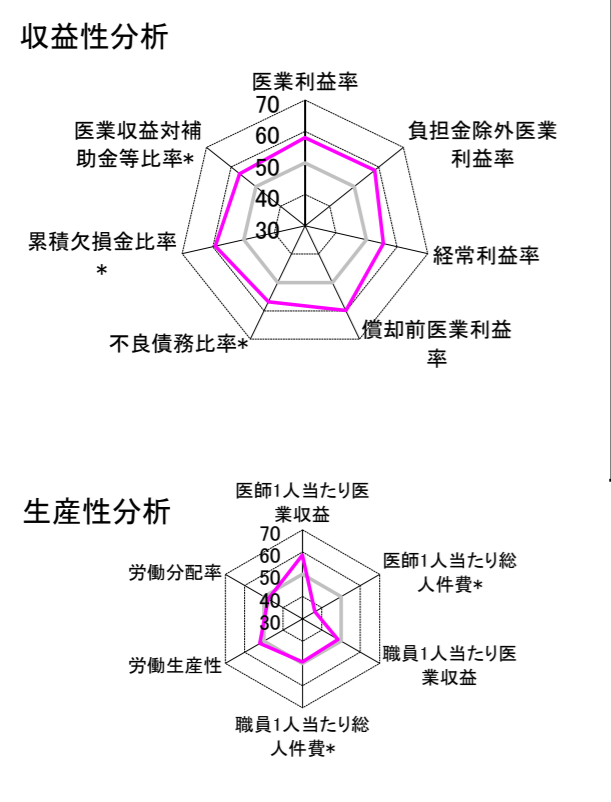 収益性分析
医業利益率
70
60
50
40
30
負担金除外医業
利益率
経常利益率
償却前医業利益
率
不良債務比率*
累積欠損金比率
*
医業収益対補
助金等比率*
生産性分析
医師1人当たり医
業収益
70
60
50
40
30
医師1人当たり総
人件費*
職員1人当たり医
業収益
職員1人当たり総
人件費*
労働生産性
労働分配率